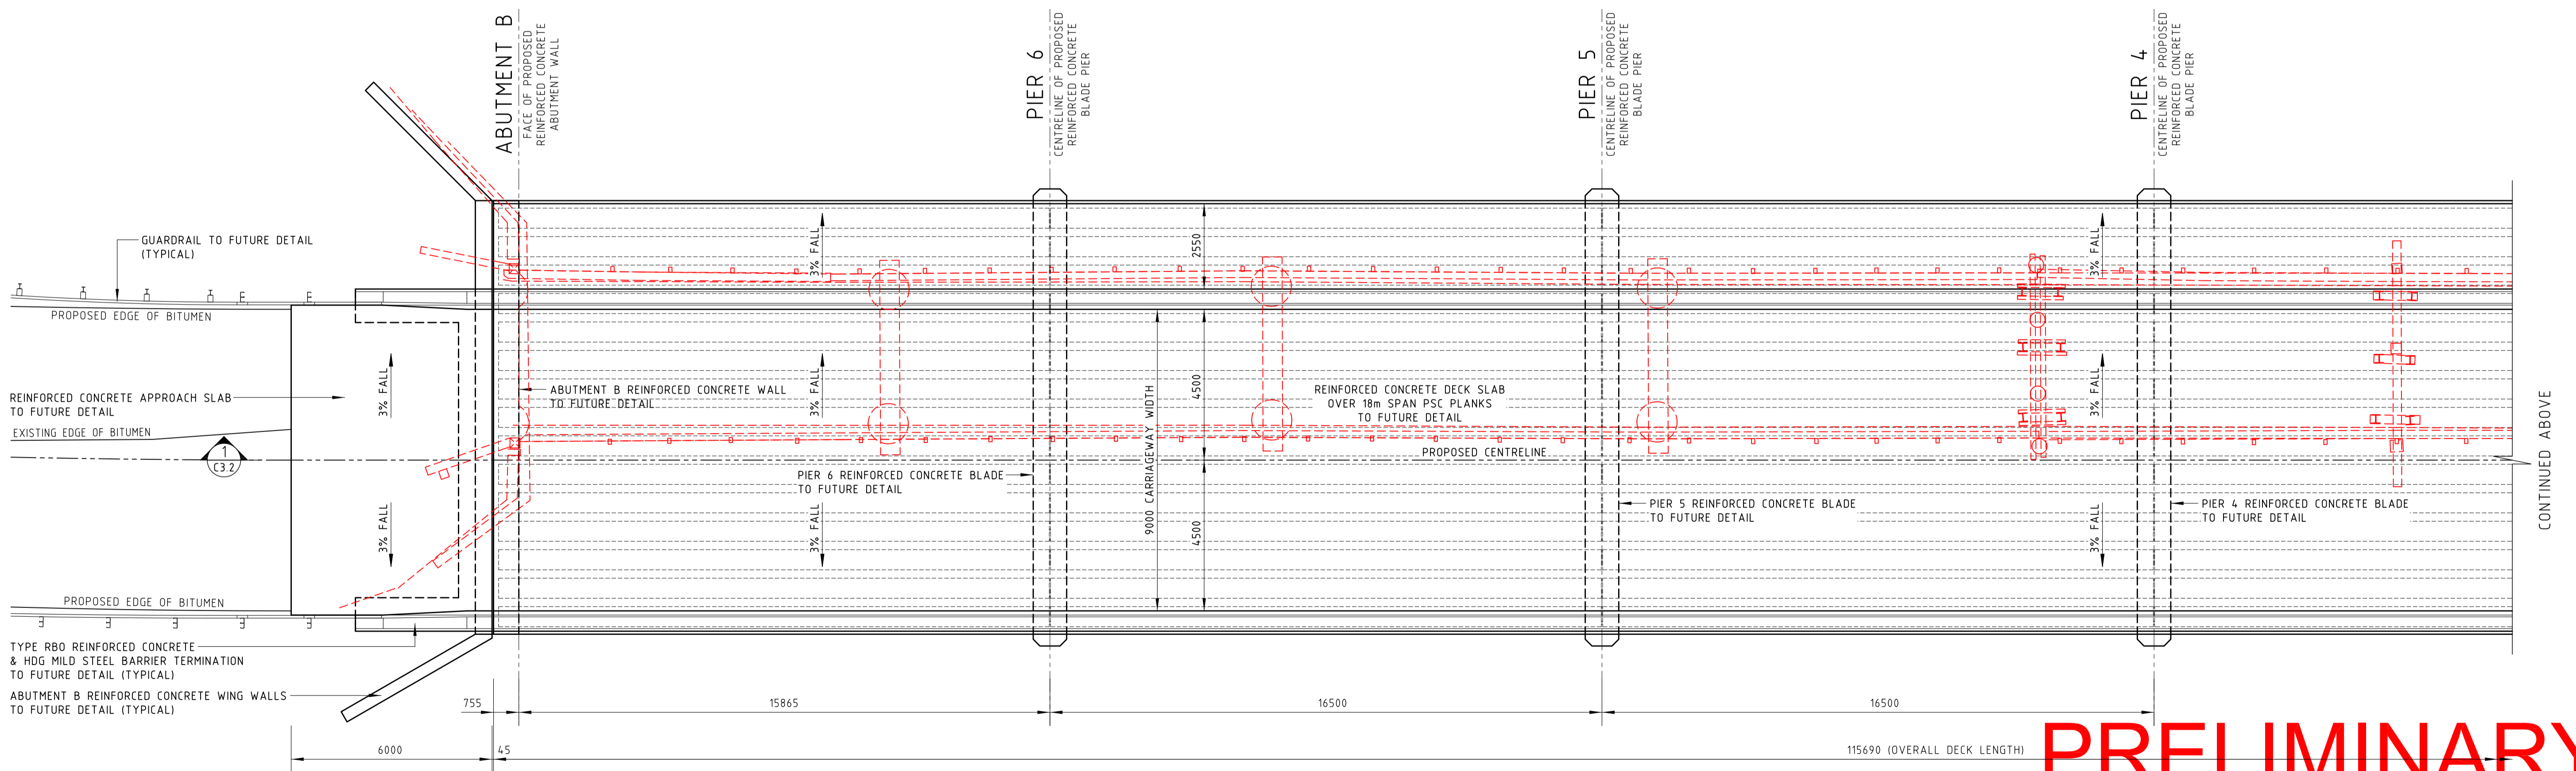 ABUTMENT B
FACE OF PROPOSED
REINFORCED CONCRETE
ABUTMENT WALL
PIER 6
CENTRELINE OF PROPOSED
REINFORCED CONCRETE
BLADE PIER
PIER 5
CENTRELINE OF PROPOSED
REINFORCED CONCRETE
BLADE PIER
PIER 4
CENTRELINE OF PROPOSED
REINFORCED CONCRETE
BLADE PIER
GUARDRAIL TO FUTURE DETAIL
(TYPICAL)
3% FALL
2550
3% FALL
PROPOSED EDGE OF BITUMEN
3% FALL
3% FALL
3% FALL
REINFORCED CONCRETE APPROACH SLAB
TO FUTURE DETAIL
ABUTMENT B REINFORCED CONCRETE WALL
TO FUTURE DETAIL
9000 CARRIAGEWAY WIDTH
4500
REINFORCED CONCRETE DECK SLAB
OVER 18m SPAN PSC PLANKS
TO FUTURE DETAIL
EXISTING EDGE OF BITUMEN
1
C3.2
PROPOSED CENTRELINE
CONTINUED ABOVE
PIER 6 REINFORCED CONCRETE BLADE
TO FUTURE DETAIL
PIER 5 REINFORCED CONCRETE BLADE
TO FUTURE DETAIL
PIER 4 REINFORCED CONCRETE BLADE
TO FUTURE DETAIL
3% FALL
3% FALL
4500
3% FALL
PROPOSED EDGE OF BITUMEN
TYPE RBO REINFORCED CONCRETE
& HDG MILD STEEL BARRIER TERMINATION
TO FUTURE DETAIL (TYPICAL)
ABUTMENT B REINFORCED CONCRETE WING WALLS
TO FUTURE DETAIL (TYPICAL)
755
15865
16500
16500
6000
45
115690 (OVERALL DECK LENGTH)
PRELIMINARY